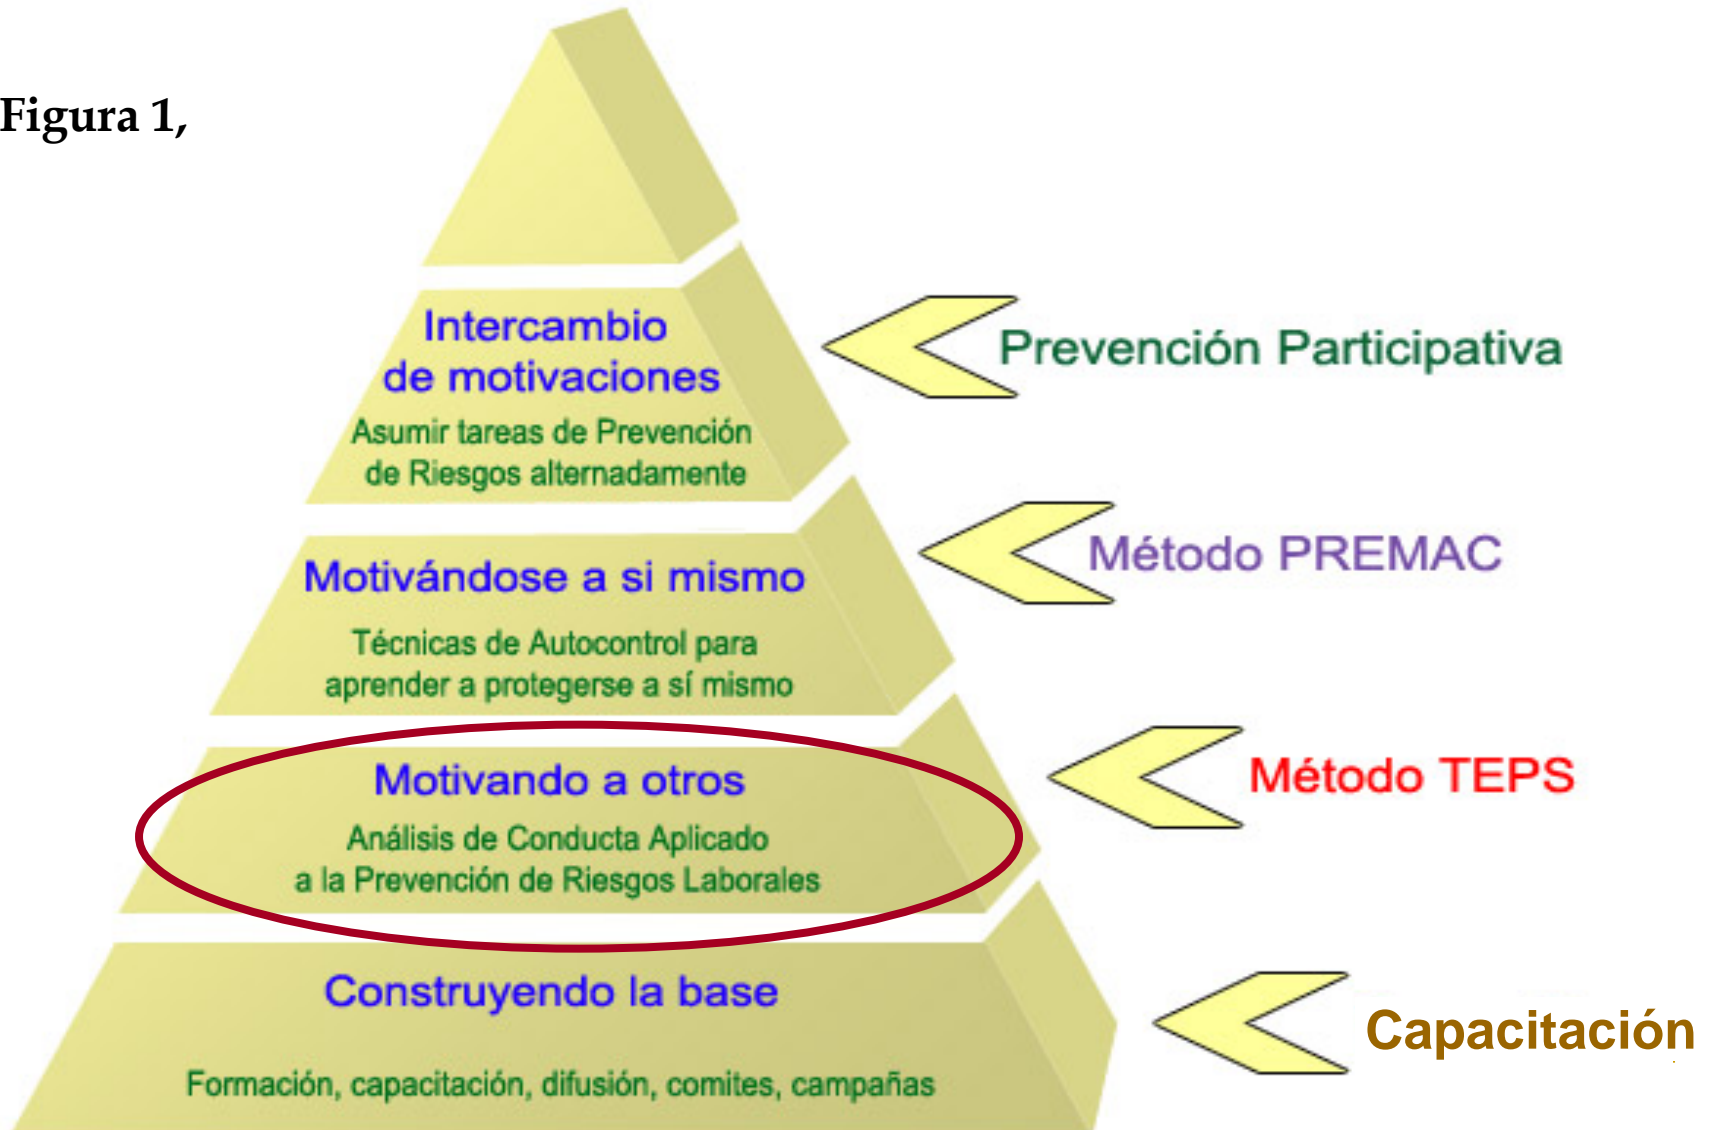 Figura 1,
Intercambio
de motivaciones
Asumir tareas de Prevención
de Riesgos alternadamente
Prevención Participativa
Motivándose a si mismo
Técnicas de Autocontrol para
aprender a protegerse a sí mismo
Método PREMAC
Motivando a otros
Análisis de Conducta Aplicado
a la Prevención de Riesgos Laborales
Método TEPS
Construyendo la base
Formación, capacitación, difusión, comites, campañas
Capacitación